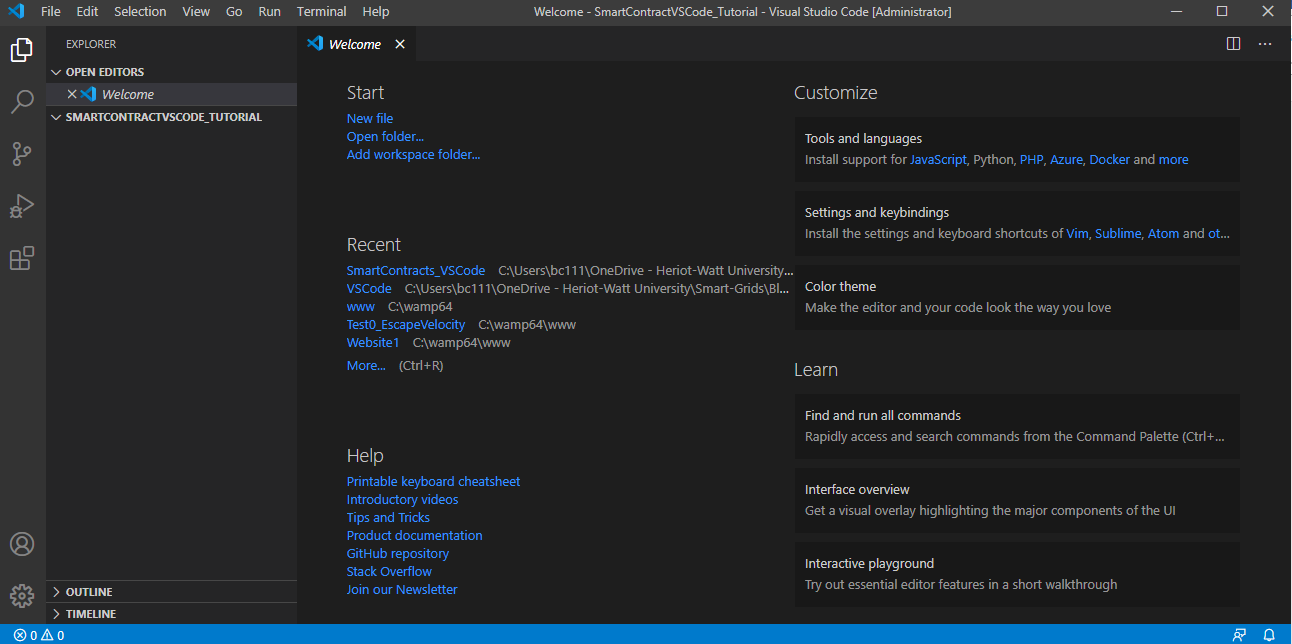 File Edit Selection View Go Run Terminal Help
Welcome - SmartContractVSCode_Tutorial - Visual Studio Code [Administrator]
EXPLORER
OPEN EDITORS
Welcome
SMARTCONTRACTVSCODE_TUTORIAL
OUTLINE
TIMELINE
Welcome
Start
New file
Open folder...
Add workspace folder...
Recent
SmartContracts_VSCode C:\Users\bc111\OneDrive - Heriot-Watt University...
VSCode C:\Users\bc111\OneDrive - Heriot-Watt University\Smart-Grids\Bl...
www C:\wamp64
Test0_EscapeVelocity C:\wamp64\www
Website1 C:\wamp64\www
More... (Ctrl+R)
Help
Printable keyboard cheatsheet
Introductory videos
Tips and Tricks
Product documentation
GitHub repository
Stack Overflow
Join our Newsletter
Customize
Tools and languages
Install support for JavaScript, Python, PHP, Azure, Docker and more
Settings and keybindings
Install the settings and keyboard shortcuts of Vim, Sublime, Atom and ot...
Color theme
Make the editor and your code look the way you love
Learn
Find and run all commands
Rapidly access and search commands from the Command Palette (Ctrl+...
Interface overview
Get a visual overlay highlighting the major components of the UI
Interactive playground
Try out essential editor features in a short walkthrough
0 0